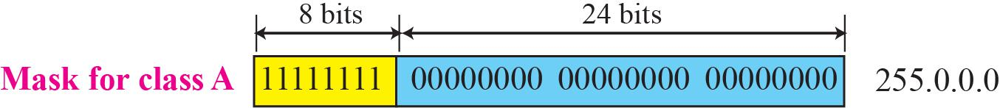 8 bits 24 bits
Mask for class A 11111111 00000000 00000000 00000000 255.0.0.0